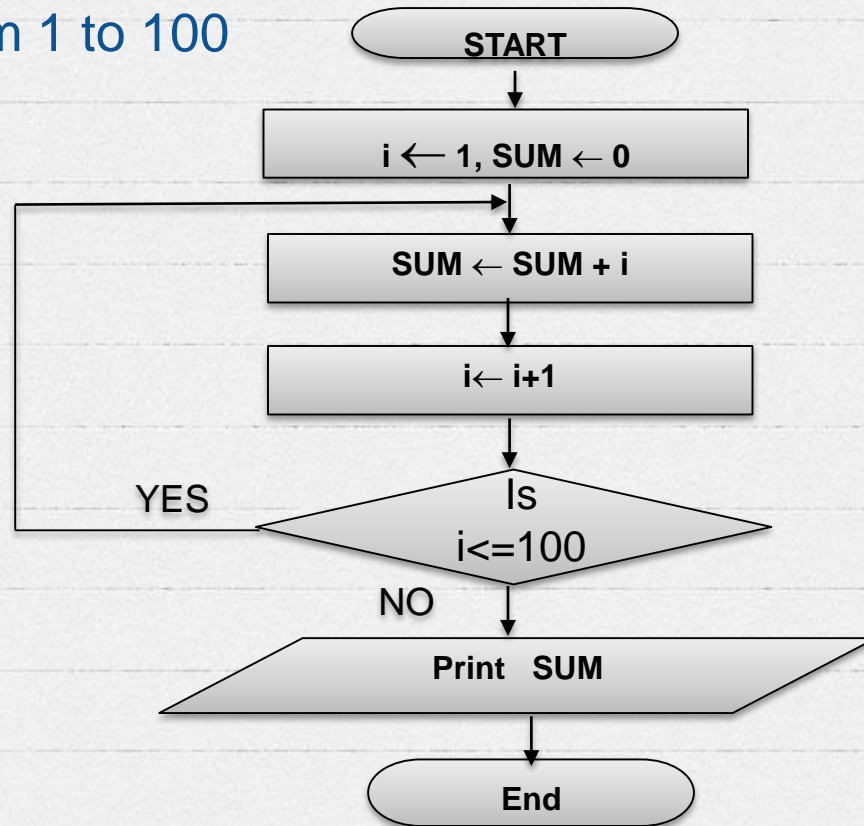 1 to 100
START
i ← 1, SUM ← 0
SUM ← SUM + i
i← i+1
Is
i<=100
YES
NO
Print SUM
End